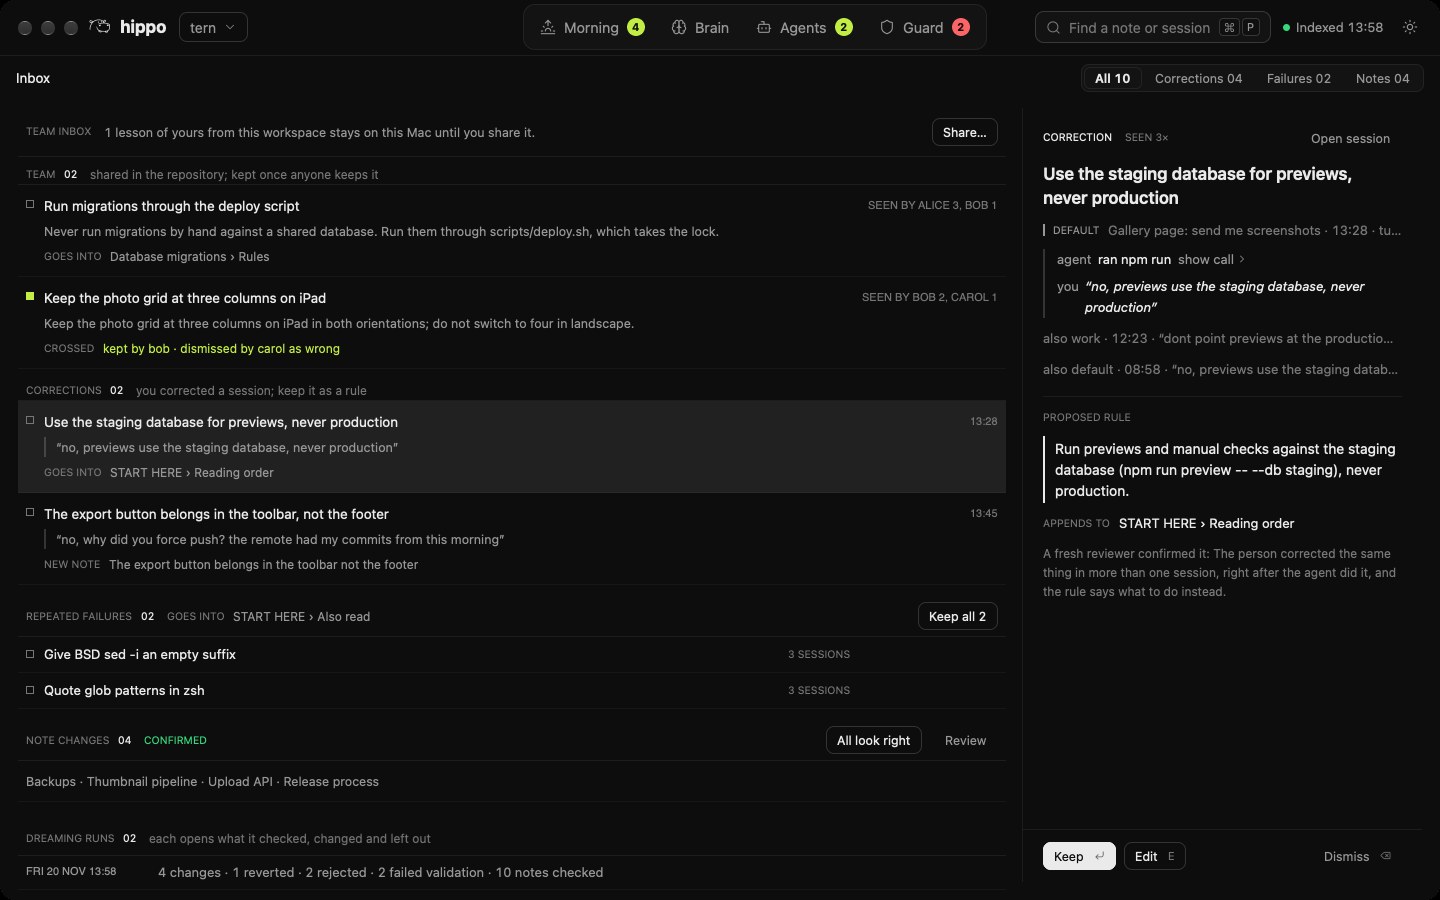 hippo tern Morning 4 Brain Agents 2 Guard 2 Find a note or session ⌘ P Indexed 13:58
Inbox All 10 Corrections 04 Failures 02 Notes 04
TEAM INBOX 1 lesson of yours from this workspace stays on this Mac until you share it. Share...
TEAM 02 shared in the repository; kept once anyone keeps it
Run migrations through the deploy script SEEN BY ALICE 3, BOB 1
Never run migrations by hand against a shared database. Run them through scripts/deploy.sh, which takes the lock.
GOES INTO Database migrations › Rules
Keep the photo grid at three columns on iPad SEEN BY BOB 2, CAROL 1
Keep the photo grid at three columns on iPad in both orientations; do not switch to four in landscape.
CROSSED kept by bob · dismissed by carol as wrong
CORRECTIONS 02 you corrected a session; keep it as a rule
Use the staging database for previews, never production 13:28
“no, previews use the staging database, never production”
GOES INTO START HERE › Reading order
The export button belongs in the toolbar, not the footer 13:45
“no, why did you force push? the remote had my commits from this morning”
NEW NOTE The export button belongs in the toolbar not the footer
REPEATED FAILURES 02 GOES INTO START HERE › Also read Keep all 2
Give BSD sed -i an empty suffix 3 SESSIONS
Quote glob patterns in zsh 3 SESSIONS
NOTE CHANGES 04 CONFIRMED All look right Review
Backups · Thumbnail pipeline · Upload API · Release process
DREAMING RUNS 02 each opens what it checked, changed and left out
FRI 20 NOV 13:58 4 changes · 1 reverted · 2 rejected · 2 failed validation · 10 notes checked
CORRECTION SEEN 3× Open session
Use the staging database for previews,
never production
DEFAULT Gallery page: send me screenshots · 13:28 · tu...
agent ran npm run show call ›
you “no, previews use the staging database, never
production”
also work · 12:23 · “dont point previews at the productio...
also default · 08:58 · “no, previews use the staging datab...
PROPOSED RULE
Run previews and manual checks against the staging
database (npm run preview -- --db staging), never
production.
APPENDS TO START HERE › Reading order
A fresh reviewer confirmed it: The person corrected the same
thing in more than one session, right after the agent did it, and
the rule says what to do instead.
Keep Edit E Dismiss